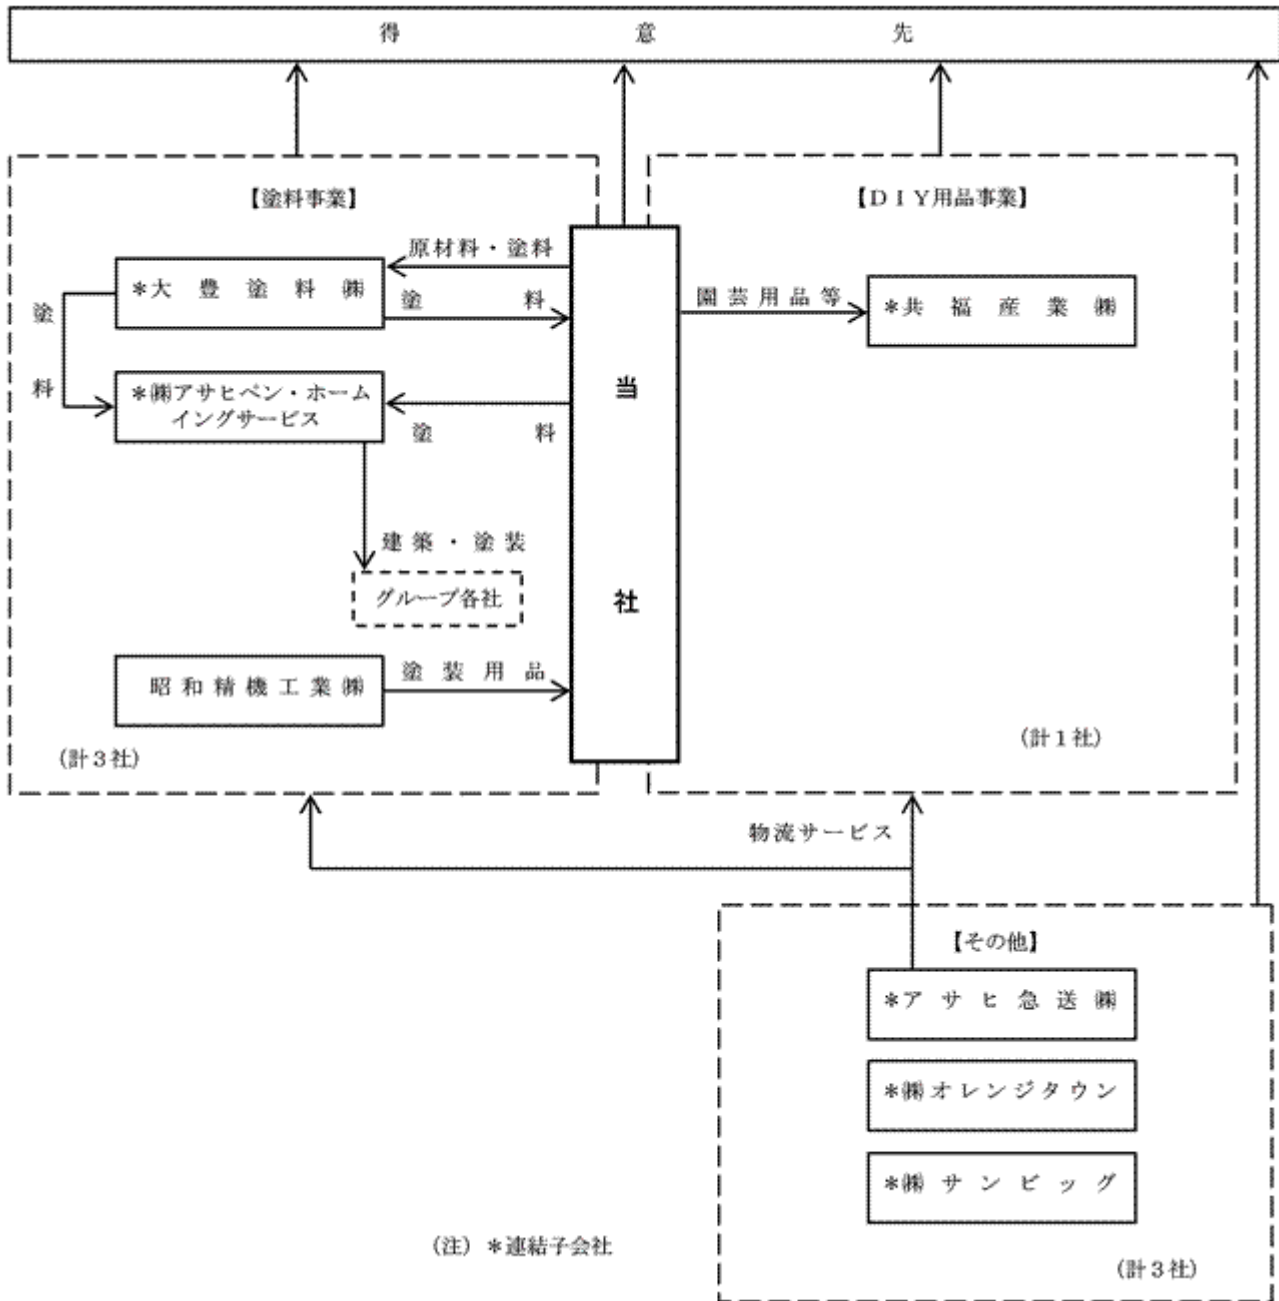 得意先
【塗料事業】
【ＤＩＹ用品事業】
原材料・塗料
＊大豊塗料㈱
塗料
塗料
園芸用品等
＊共福産業㈱
＊㈱アサヒペン・ホーム
イングサービス
塗料
当社
建築・塗装
グループ各社
昭和精機工業㈱
塗装用品
（計３社）
（計１社）
物流サービス
【その他】
＊アサヒ急送㈱
＊㈱オレンジタウン
＊㈱サンビッグ
（注）＊連結子会社
（計３社）